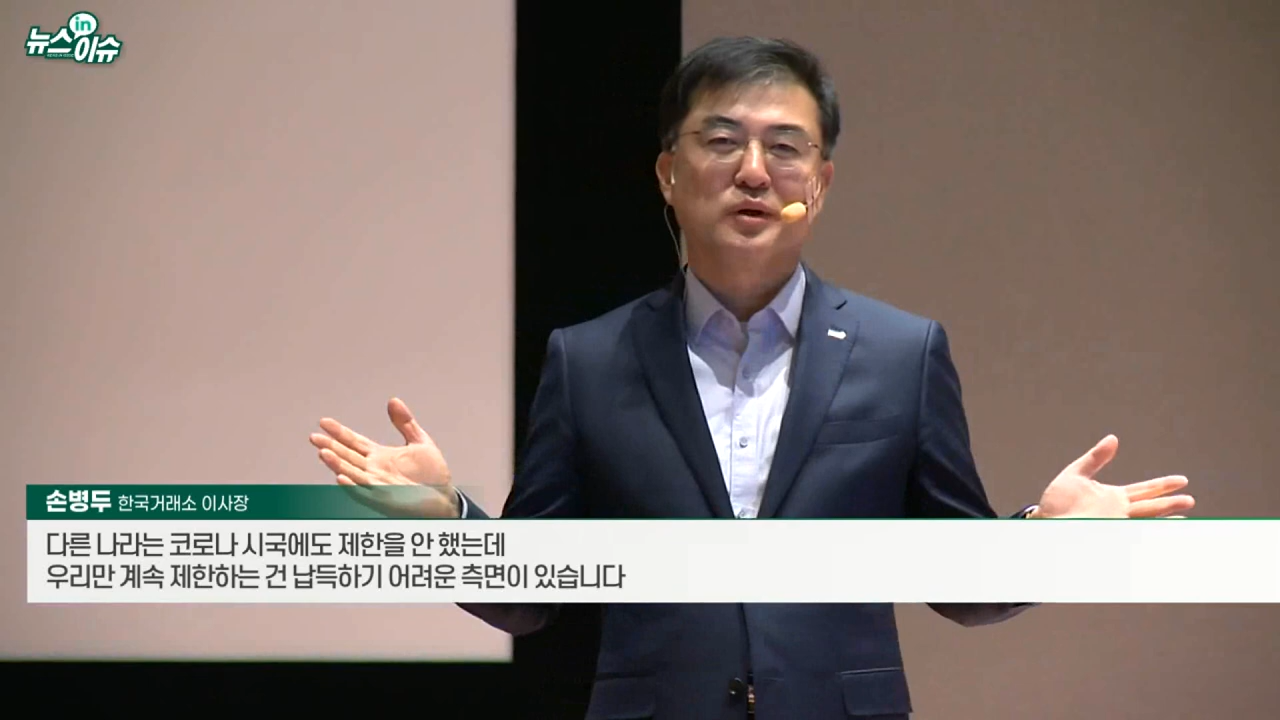 뉴스in이슈
손병두 한국거래소 이사장
다른 나라는 코로나 시국에도 제한을 안 했는데
우리만 계속 제한하는 건 납득하기 어려운 측면이 있습니다